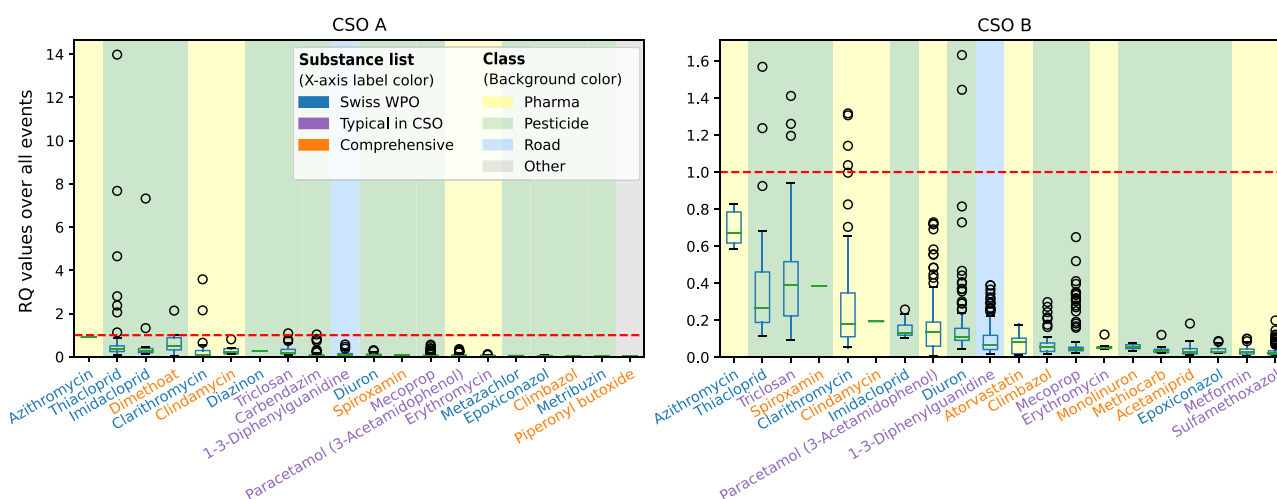 CSO A
CSO B
RQ values over all events
14
12
10
8
6
4
2
0
Substance list
(X-axis label color)
Swiss WPO
Typical in CSO
Comprehensive
Class
(Background color)
Pharma
Pesticide
Road
Other
Azithromycin
Thiacloprid
Imidacloprid
Dimethoat
Clarithromycin
Clindamycin
Diazinon
Triclosan
Carbendazim
1-3-Diphenylguanidine
Diuron
Spiroxamin
Mecoprop
Paracetamol (3-Acetamidophenol)
Erythromycin
Metazachlor
Epoxiconazol
Climbazol
Metribuzin
Piperonyl butoxide
1.6
1.4
1.2
1.0
0.8
0.6
0.4
0.2
0.0
Azithromycin
Thiacloprid
Triclosan
Spiroxamin
Clarithromycin
Clindamycin
Imidacloprid
Paracetamol (3-Acetamidophenol)
Diuron
1-3-Diphenylguanidine
Atorvastatin
Climbazol
Mecoprop
Erythromycin
Monolinuron
Methiocarb
Acetamiprid
Epoxiconazol
Metformin
Sulfamethoxazol